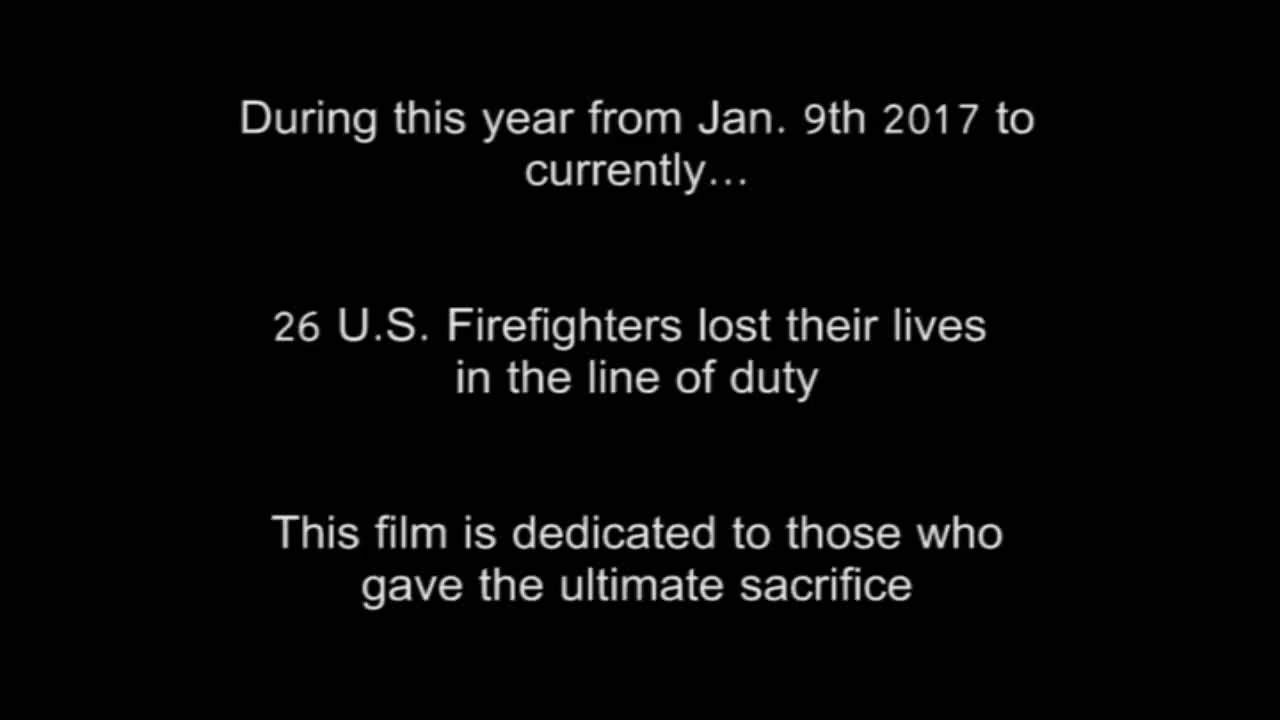 During this year from Jan. 9th 2017 to
currently...
26 U.S. Firefighters lost their lives
in the line of duty
This film is dedicated to those who
gave the ultimate sacrifice